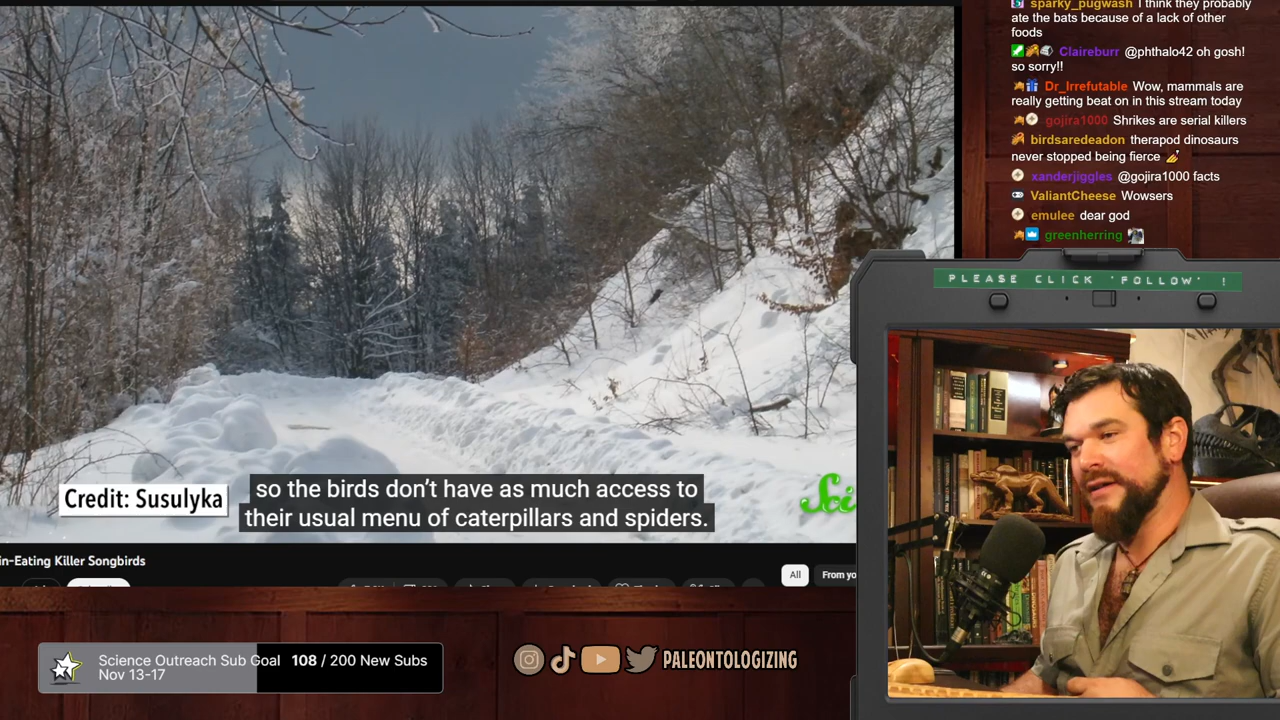 sparky_pugwash I think they probably
ate the bats because of a lack of other
foods
Claireburr @phthalo42 oh gosh!
so sorry!!
Dr_Irrefutable Wow, mammals are
really getting beat on in this stream today
gojira1000 Shrikes are serial killers
birdsaredeadon therapod dinosaurs
never stopped being fierce
xanderjiggles @gojira1000 facts
ValiantCheese Wowsers
emulee dear god
greenherring
PLEASE CLICK "FOLLOW" !
so the birds don't have as much access to
their usual menu of caterpillars and spiders.
Credit: Susulyka
Sci
in-Eating Killer Songbirds
All
From yo
Science Outreach Sub Goal 108 / 200 New Subs
Nov 13-17
PALEONTOLOGIZING